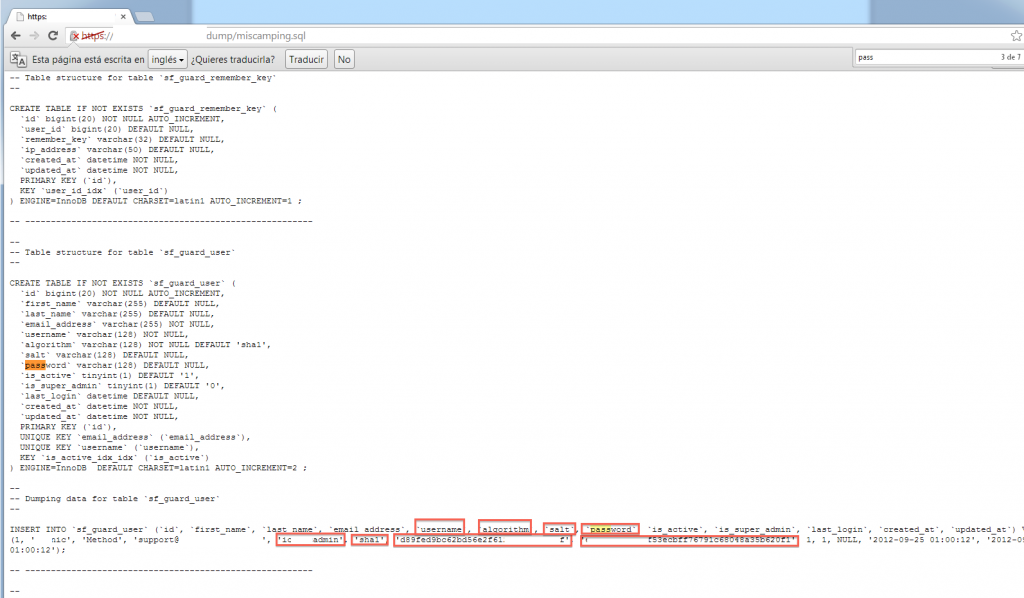 https:
https:// dump/miscamping.sql
Esta página está escrita en inglés ¿Quieres traducirla? Traducir No
pass 3 de 7
-- Table structure for table `sf_guard_remember_key`
--
CREATE TABLE IF NOT EXISTS `sf_guard_remember_key` (
`id` bigint(20) NOT NULL AUTO_INCREMENT,
`user_id` bigint(20) DEFAULT NULL,
`remember_key` varchar(32) DEFAULT NULL,
`ip_address` varchar(50) DEFAULT NULL,
`created_at` datetime NOT NULL,
`updated_at` datetime NOT NULL,
PRIMARY KEY (`id`),
KEY `user_id_idx` (`user_id`)
) ENGINE=InnoDB DEFAULT CHARSET=latin1 AUTO_INCREMENT=1 ;
-- --------------------------------------------------------
--
-- Table structure for table `sf_guard_user`
--
CREATE TABLE IF NOT EXISTS `sf_guard_user` (
`id` bigint(20) NOT NULL AUTO_INCREMENT,
`first_name` varchar(255) DEFAULT NULL,
`last_name` varchar(255) DEFAULT NULL,
`email_address` varchar(255) NOT NULL,
`username` varchar(128) NOT NULL,
`algorithm` varchar(128) NOT NULL DEFAULT 'sha1',
`salt` varchar(128) DEFAULT NULL,
`password` varchar(128) DEFAULT NULL,
`is_active` tinyint(1) DEFAULT '1',
`is_super_admin` tinyint(1) DEFAULT '0',
`last_login` datetime DEFAULT NULL,
`created_at` datetime NOT NULL,
`updated_at` datetime NOT NULL,
PRIMARY KEY (`id`),
UNIQUE KEY `email_address` (`email_address`),
UNIQUE KEY `username` (`username`),
KEY `is_active_idx_idx` (`is_active`)
) ENGINE=InnoDB  DEFAULT CHARSET=latin1 AUTO_INCREMENT=2 ;
--
-- Dumping data for table `sf_guard_user`
--
INSERT INTO `sf_guard_user` (`id`, `first_name`, `last_name`, `email_address`, `username`, `algorithm`, `salt`, `password`, `is_active`, `is_super_admin`, `last_login`, `created_at`, `updated_at`)
(1, ' nic', 'Method', 'support@ ', 'ic admin', 'sha1', 'd89fed9bc62bd56e2f61 f', ' f53ecbff76791c68048a35b620f1', 1, 1, NULL, '2012-09-25 01:00:12', '2012-09
01:00:12');
-- --------------------------------------------------------
--